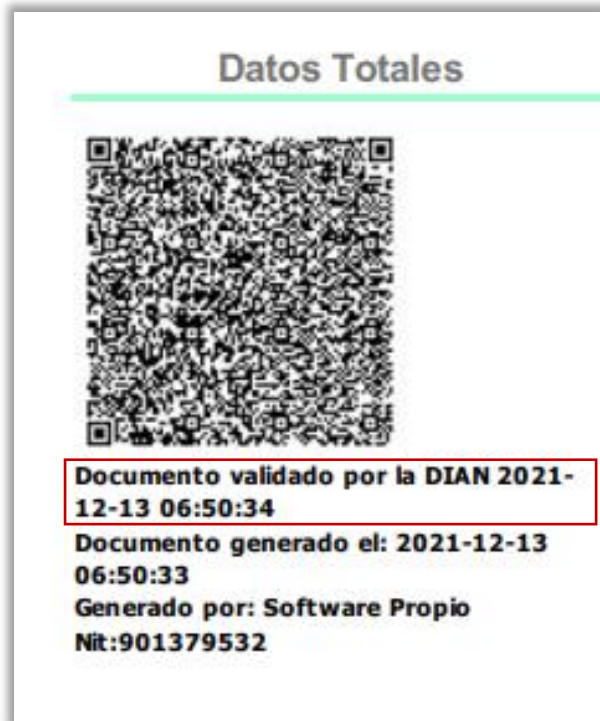 Datos Totales
Documento validado por la DIAN 2021-
12-13 06:50:34
Documento generado el: 2021-12-13
06:50:33
Generado por: Software Propio
Nit:901379532